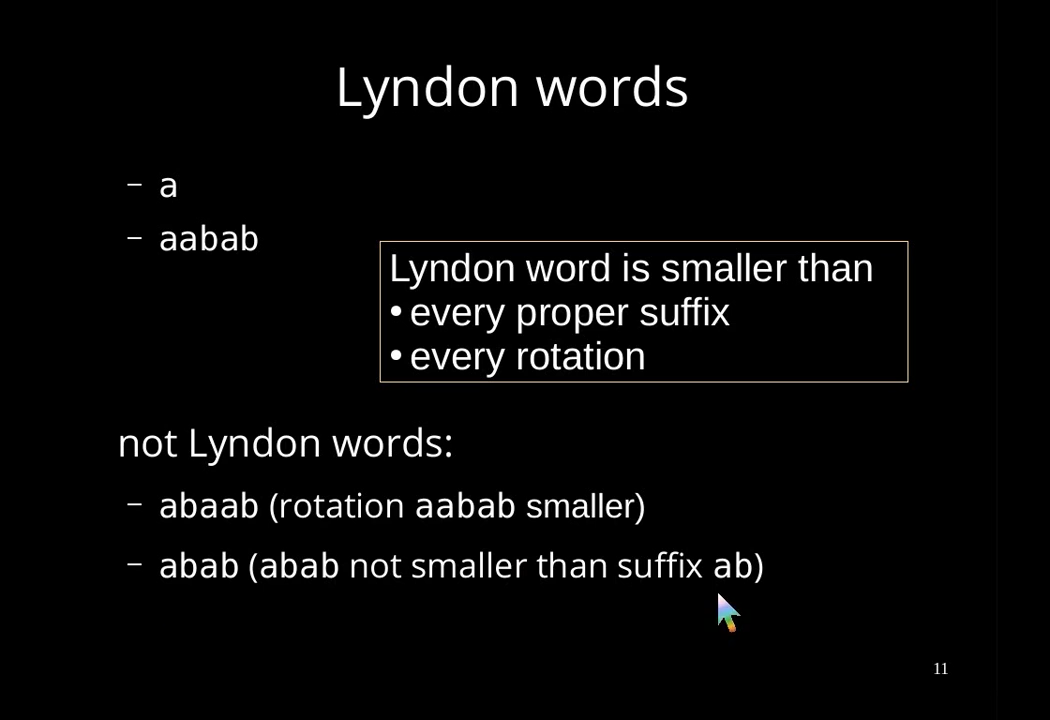 Lyndon words
– a
– aabab
Lyndon word is smaller than
• every proper suffix
• every rotation
not Lyndon words:
– abaab (rotation aabab smaller)
– abab (abab not smaller than suffix ab)
11